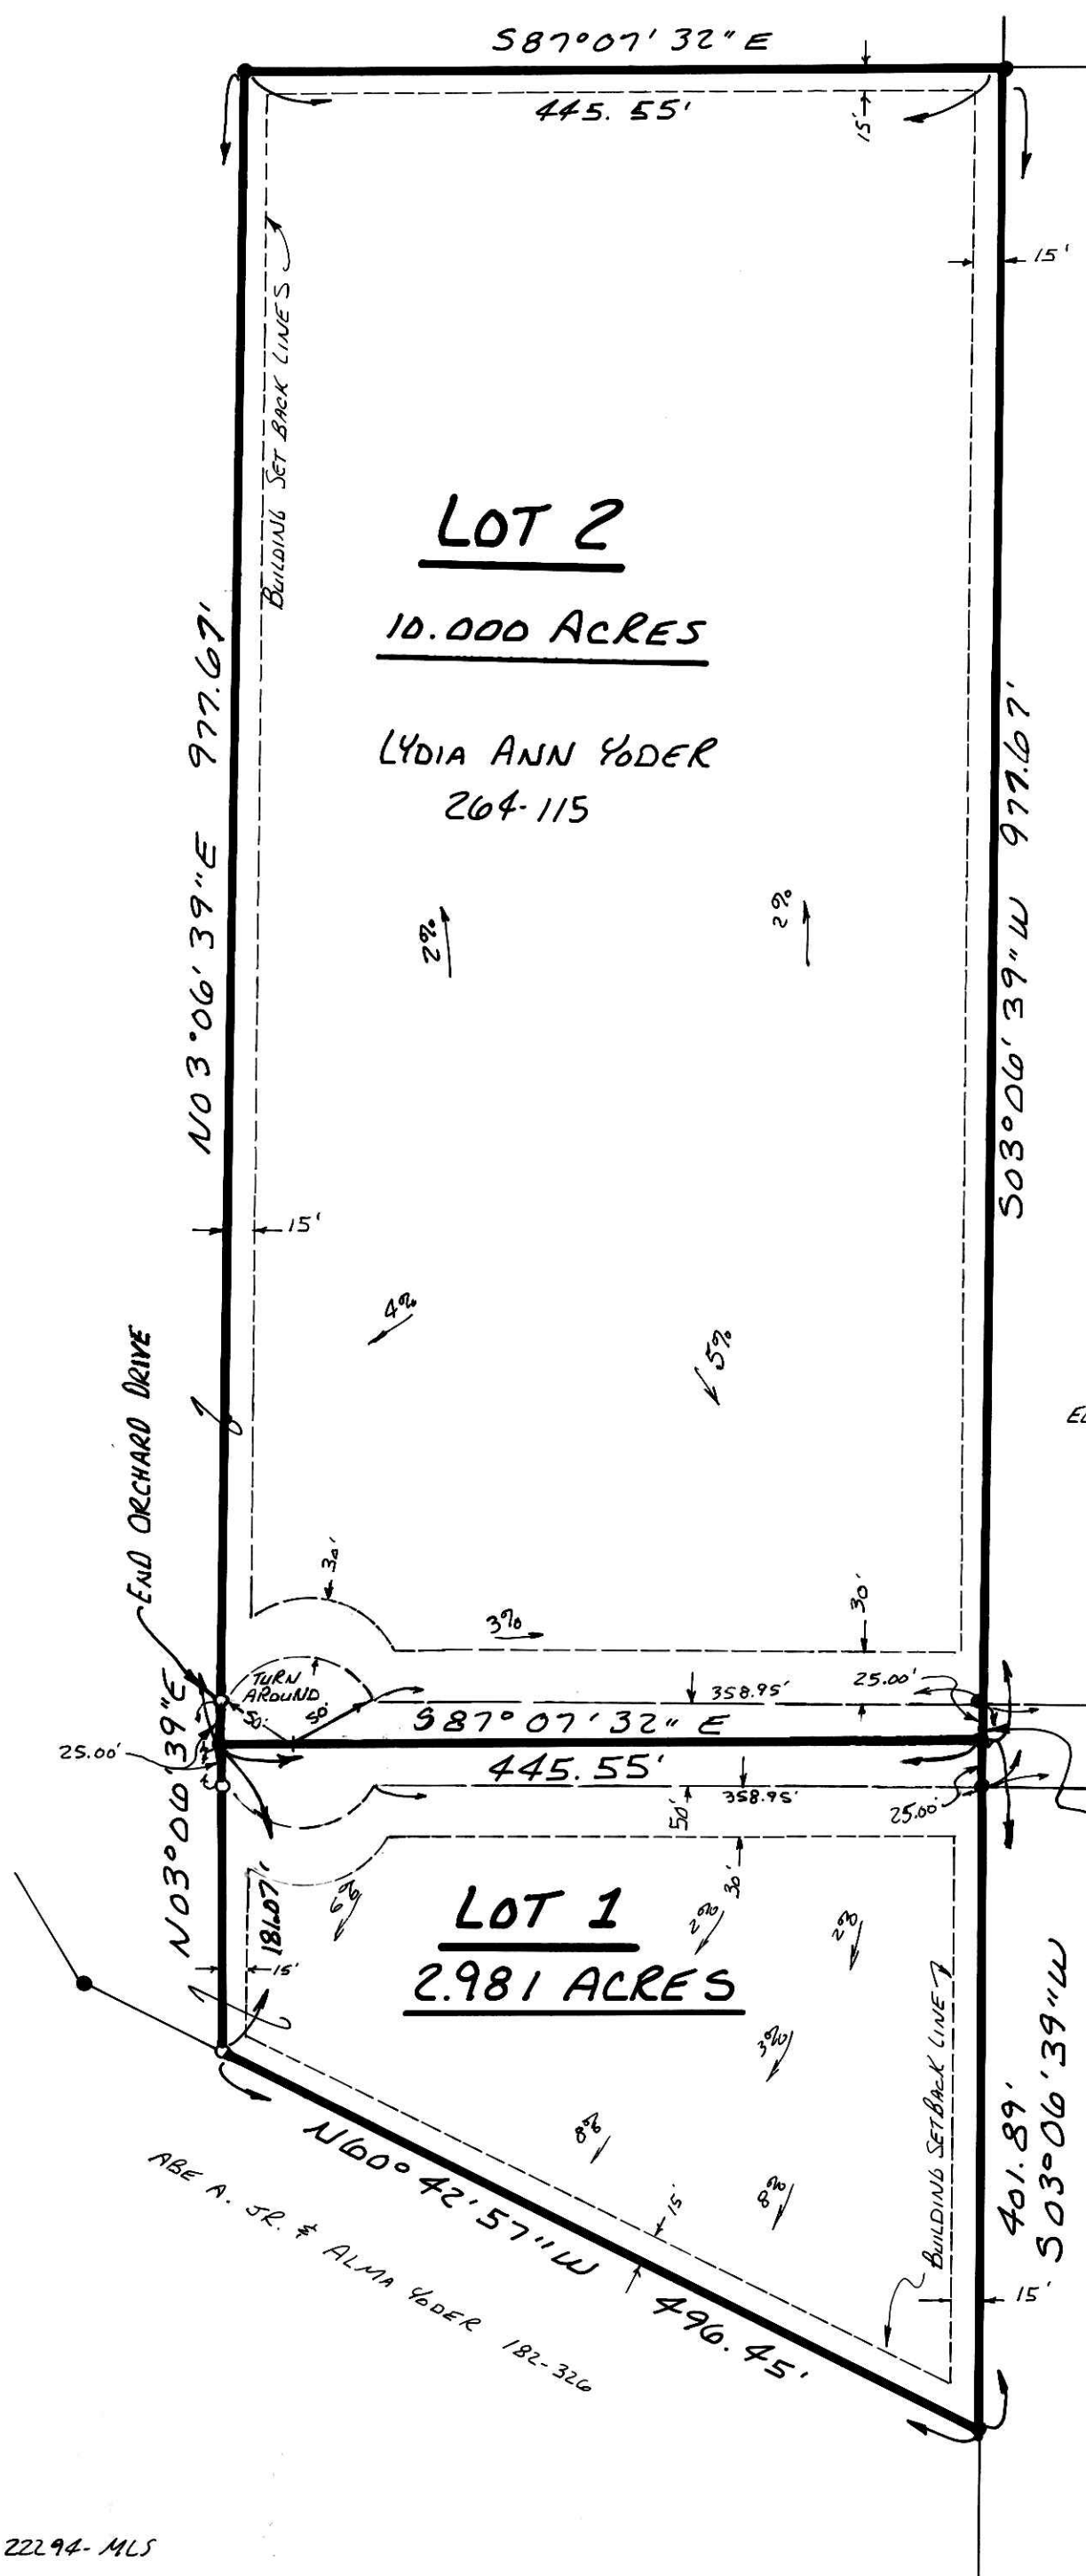 S87°07'32"E
445.55'
15'
15'
BUILDING SET BACK LINES
LOT 2
10.000 ACRES
LYDIA ANN YODER
264-115
N03°06'39"E 977.67'
S03°06'39"W 977.67'
2%
2%
15'
4%
5%
END ORCHARD DRIVE
30'
3%
30'
TURN
AROUND
50'
50'
358.95'
25.00'
S87°07'32"E
25.00'
445.55'
358.95'
50'
25.00'
N03°06'39"E
181.07'
30'
6%
LOT 1
2.981 ACRES
2%
2%
15'
3%
8%
8%
BUILDING SETBACK LINE
401.89'
S03°06'39"W
N60°42'57"W
496.45'
15'
15'
ABE A. JR. & ALMA YODER 182-326
22294-MLS